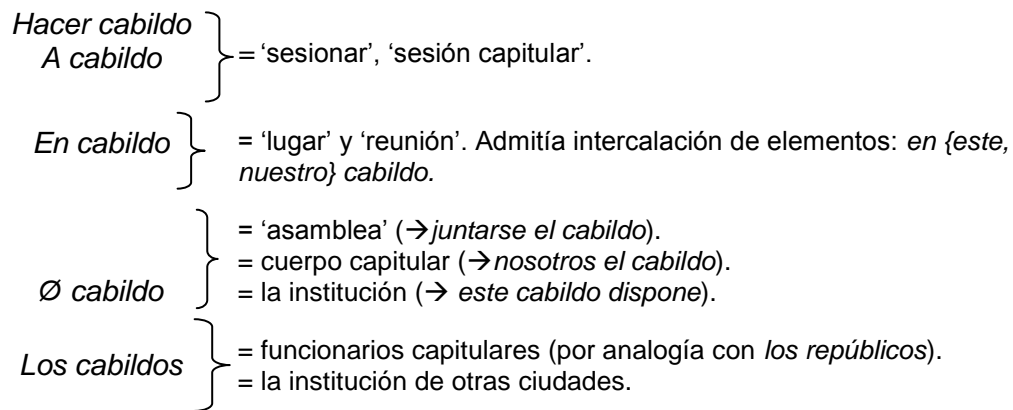 Hacer cabildo
A cabildo
= ‘sesionar’, ‘sesión capitular’.
En cabildo
= ‘lugar’ y ‘reunión’. Admitía intercalación de elementos: en {este,
nuestro} cabildo.
Ø cabildo
= ‘asamblea’ (→juntarse el cabildo).
= cuerpo capitular (→nosotros el cabildo).
= la institución (→ este cabildo dispone).
Los cabildos
= funcionarios capitulares (por analogía con los repúblicos).
= la institución de otras ciudades.